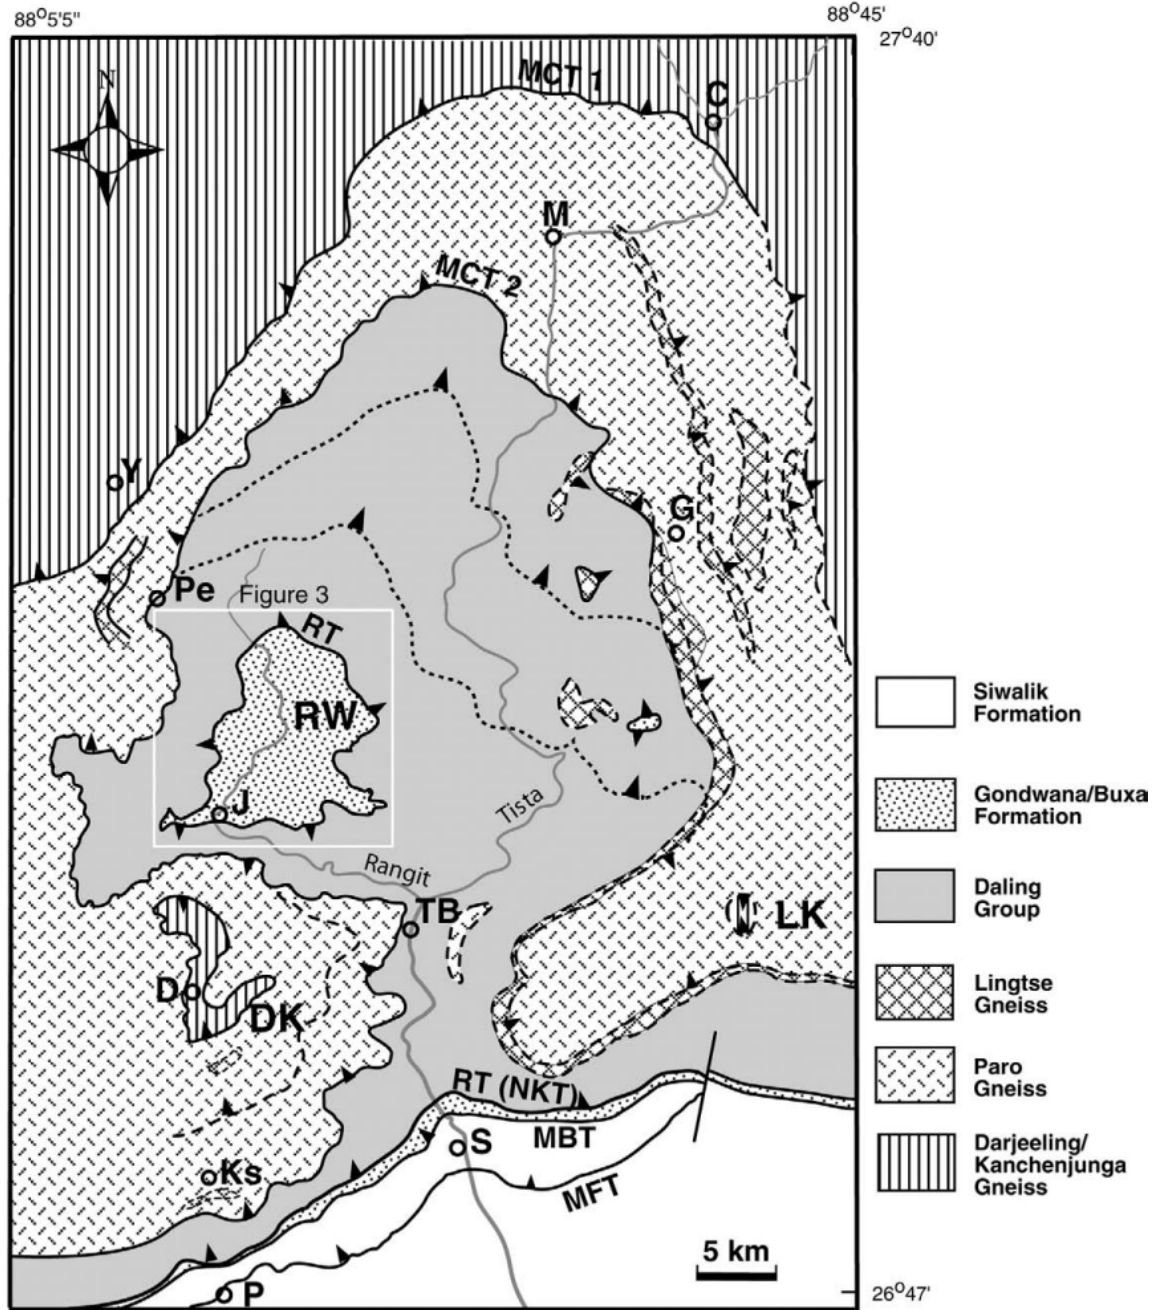 88°5'5"
88°45'
27°40'
N
MCT 1
C
M
MCT 2
Y
G
Pe
Figure 3
RT
RW
J
Tista
Rangit
TB
LK
D
DK
RT (NKT)
MBT
S
Ks
MFT
P
5 km
26°47'
Siwalik
Formation
Gondwana/Buxa
Formation
Daling
Group
Lingtse
Gneiss
Paro
Gneiss
Darjeeling/
Kanchenjunga
Gneiss